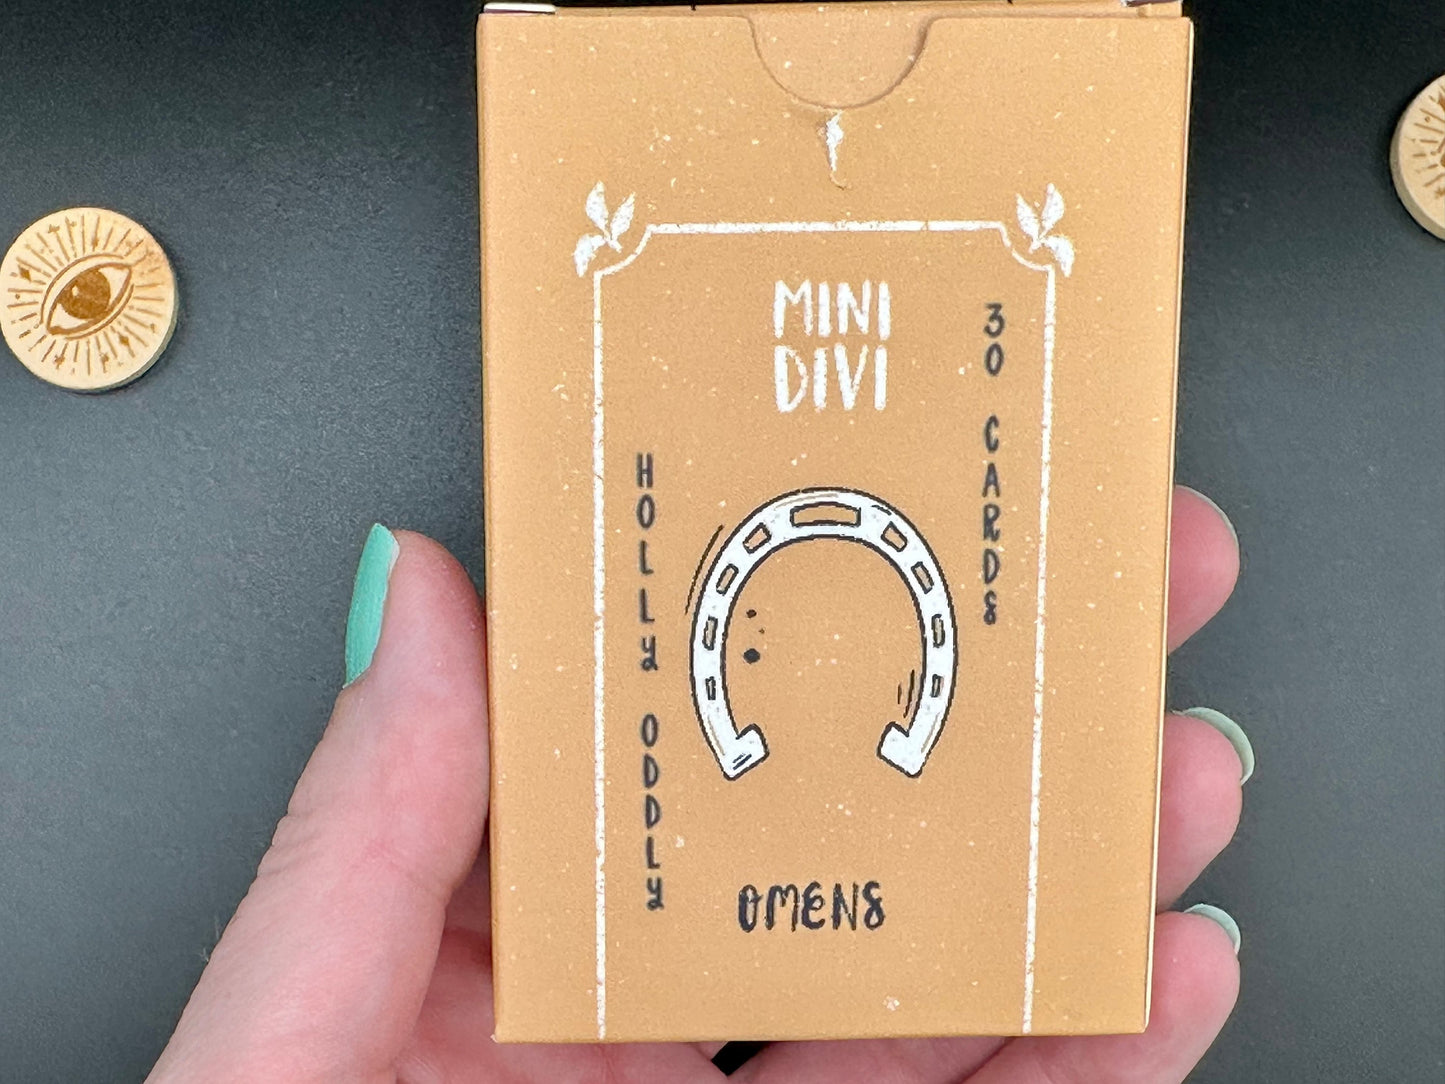 MINI
DIVI
30 CARDS
HOLLY ODDLY
OMENS